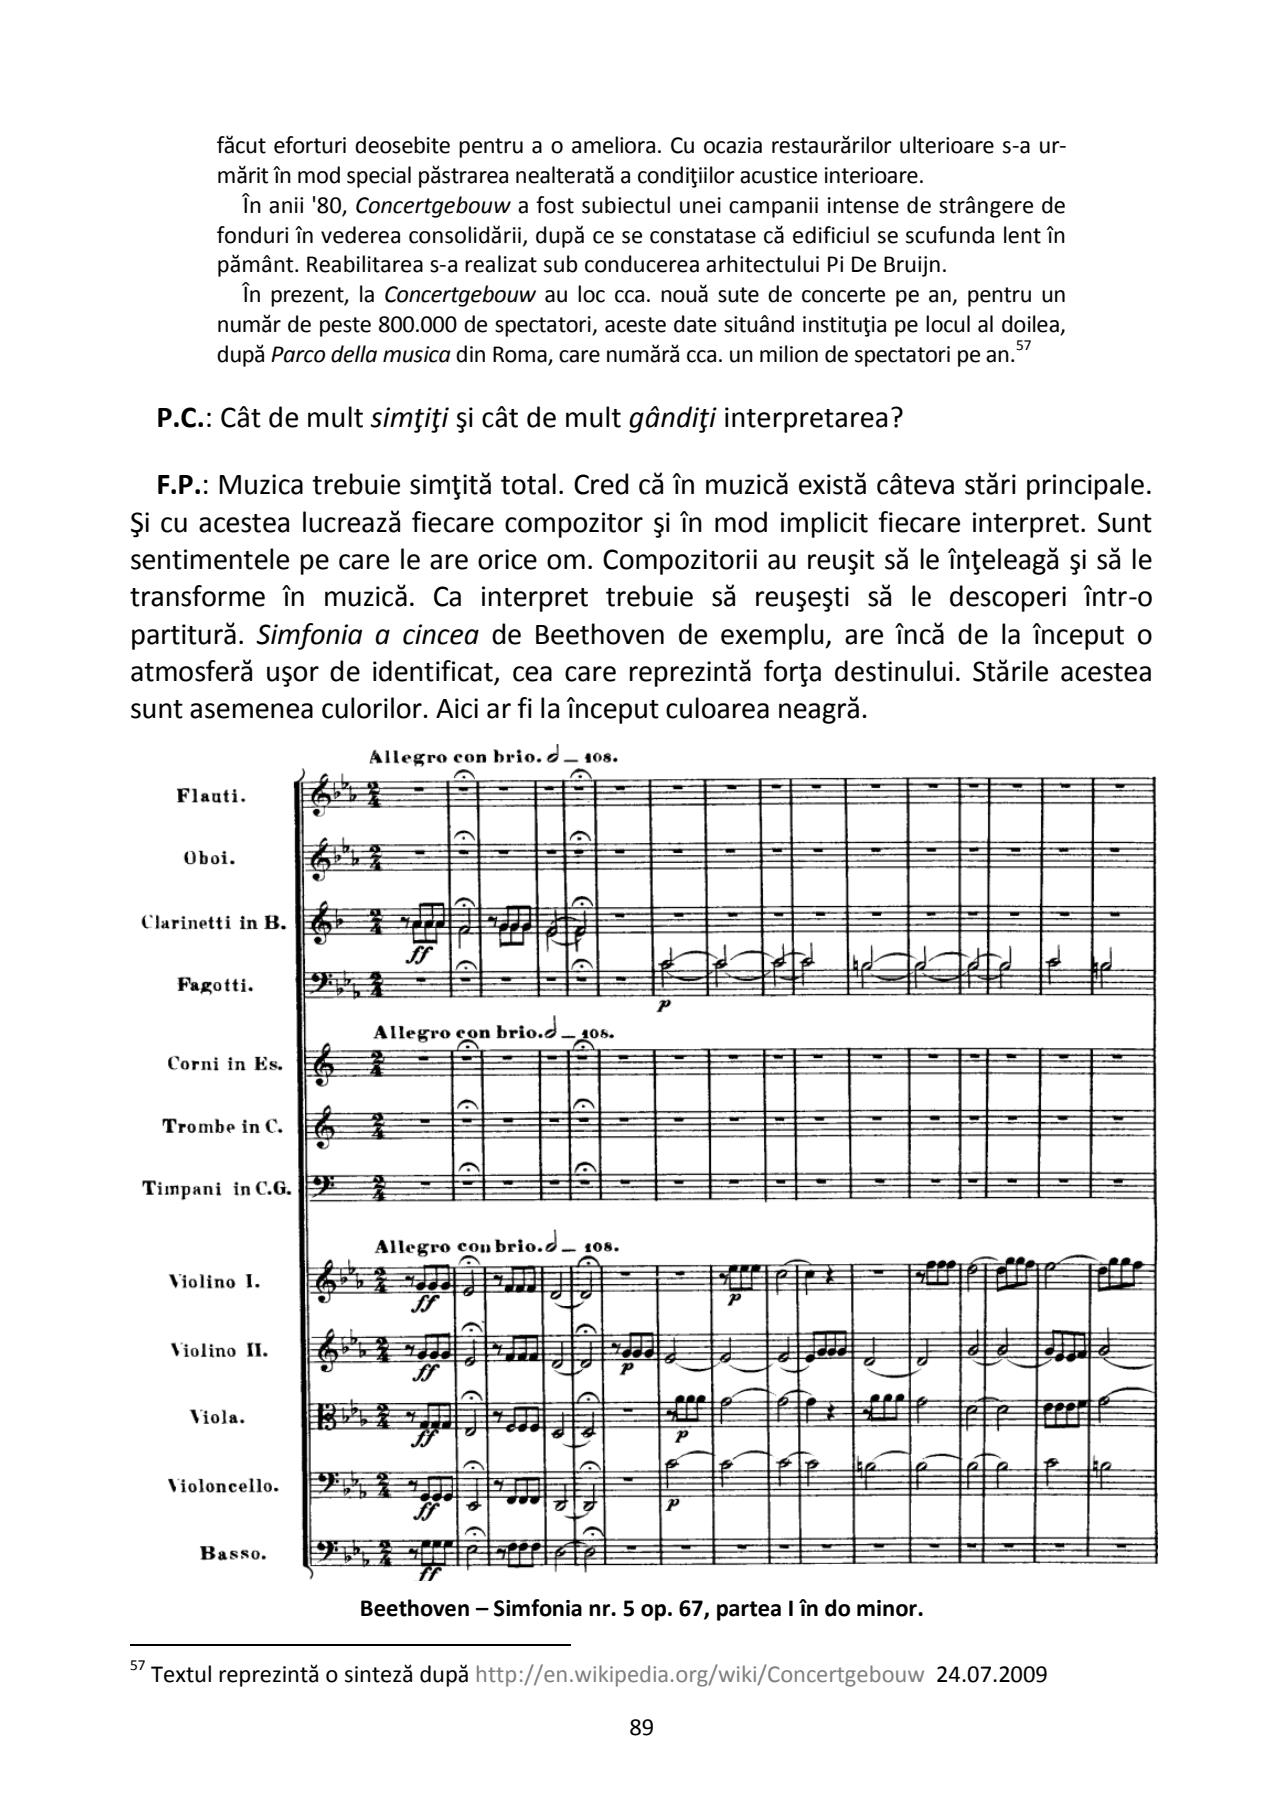 făcut eforturi deosebite pentru a o ameliora. Cu ocazia restaurărilor ulterioare s-a ur-
mărit în mod special păstrarea nealterată a condiţiilor acustice interioare.
În anii '80, Concertgebouw a fost subiectul unei campanii intense de strângere de
fonduri în vederea consolidării, după ce se constatase că edificiul se scufunda lent în
pământ. Reabilitarea s-a realizat sub conducerea arhitectului Pi De Bruijn.
În prezent, la Concertgebouw au loc cca. nouă sute de concerte pe an, pentru un
număr de peste 800.000 de spectatori, aceste date situând instituţia pe locul al doilea,
după Parco della musica din Roma, care numără cca. un milion de spectatori pe an.57
P.C.: Cât de mult simţiţi şi cât de mult gândiţi interpretarea?
F.P.: Muzica trebuie simţită total. Cred că în muzică există câteva stări principale.
Şi cu acestea lucrează fiecare compozitor şi în mod implicit fiecare interpret. Sunt
sentimentele pe care le are orice om. Compozitorii au reuşit să le înţeleagă şi să le
transforme în muzică. Ca interpret trebuie să reuşeşti să le descoperi într-o
partitură. Simfonia a cincea de Beethoven de exemplu, are încă de la început o
atmosferă uşor de identificat, cea care reprezintă forţa destinului. Stările acestea
sunt asemenea culorilor. Aici ar fi la început culoarea neagră.
Allegro con brio. 108.
Flauti.
Oboi.
Clarinetti in B.
ff
Fagotti.
p
Allegro con brio. 108.
Corni in Es.
Trombe in C.
Timpani in C.G.
Allegro con brio. 108.
Violino I.
ff p
Violino II.
ff p
Viola.
ff p
Violoncello.
ff p
Basso.
ff
Beethoven – Simfonia nr. 5 op. 67, partea I în do minor.
57 Textul reprezintă o sinteză după http://en.wikipedia.org/wiki/Concertgebouw 24.07.2009
89